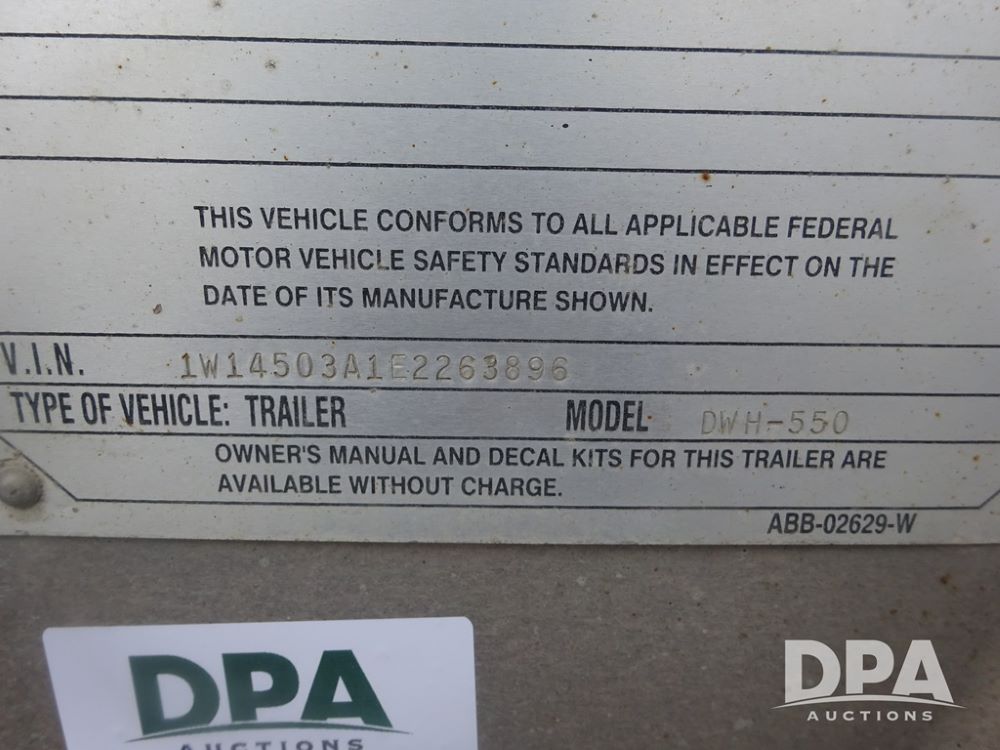 THIS VEHICLE CONFORMS TO ALL APPLICABLE FEDERAL
MOTOR VEHICLE SAFETY STANDARDS IN EFFECT ON THE
DATE OF ITS MANUFACTURE SHOWN.
V.I.N. 1W14503A1E2263896
TYPE OF VEHICLE: TRAILER MODEL DWH-550
OWNER'S MANUAL AND DECAL KITS FOR THIS TRAILER ARE
AVAILABLE WITHOUT CHARGE.
ABB-02629-W
DPA
AUCTIONS
DPA
AUCTIONS